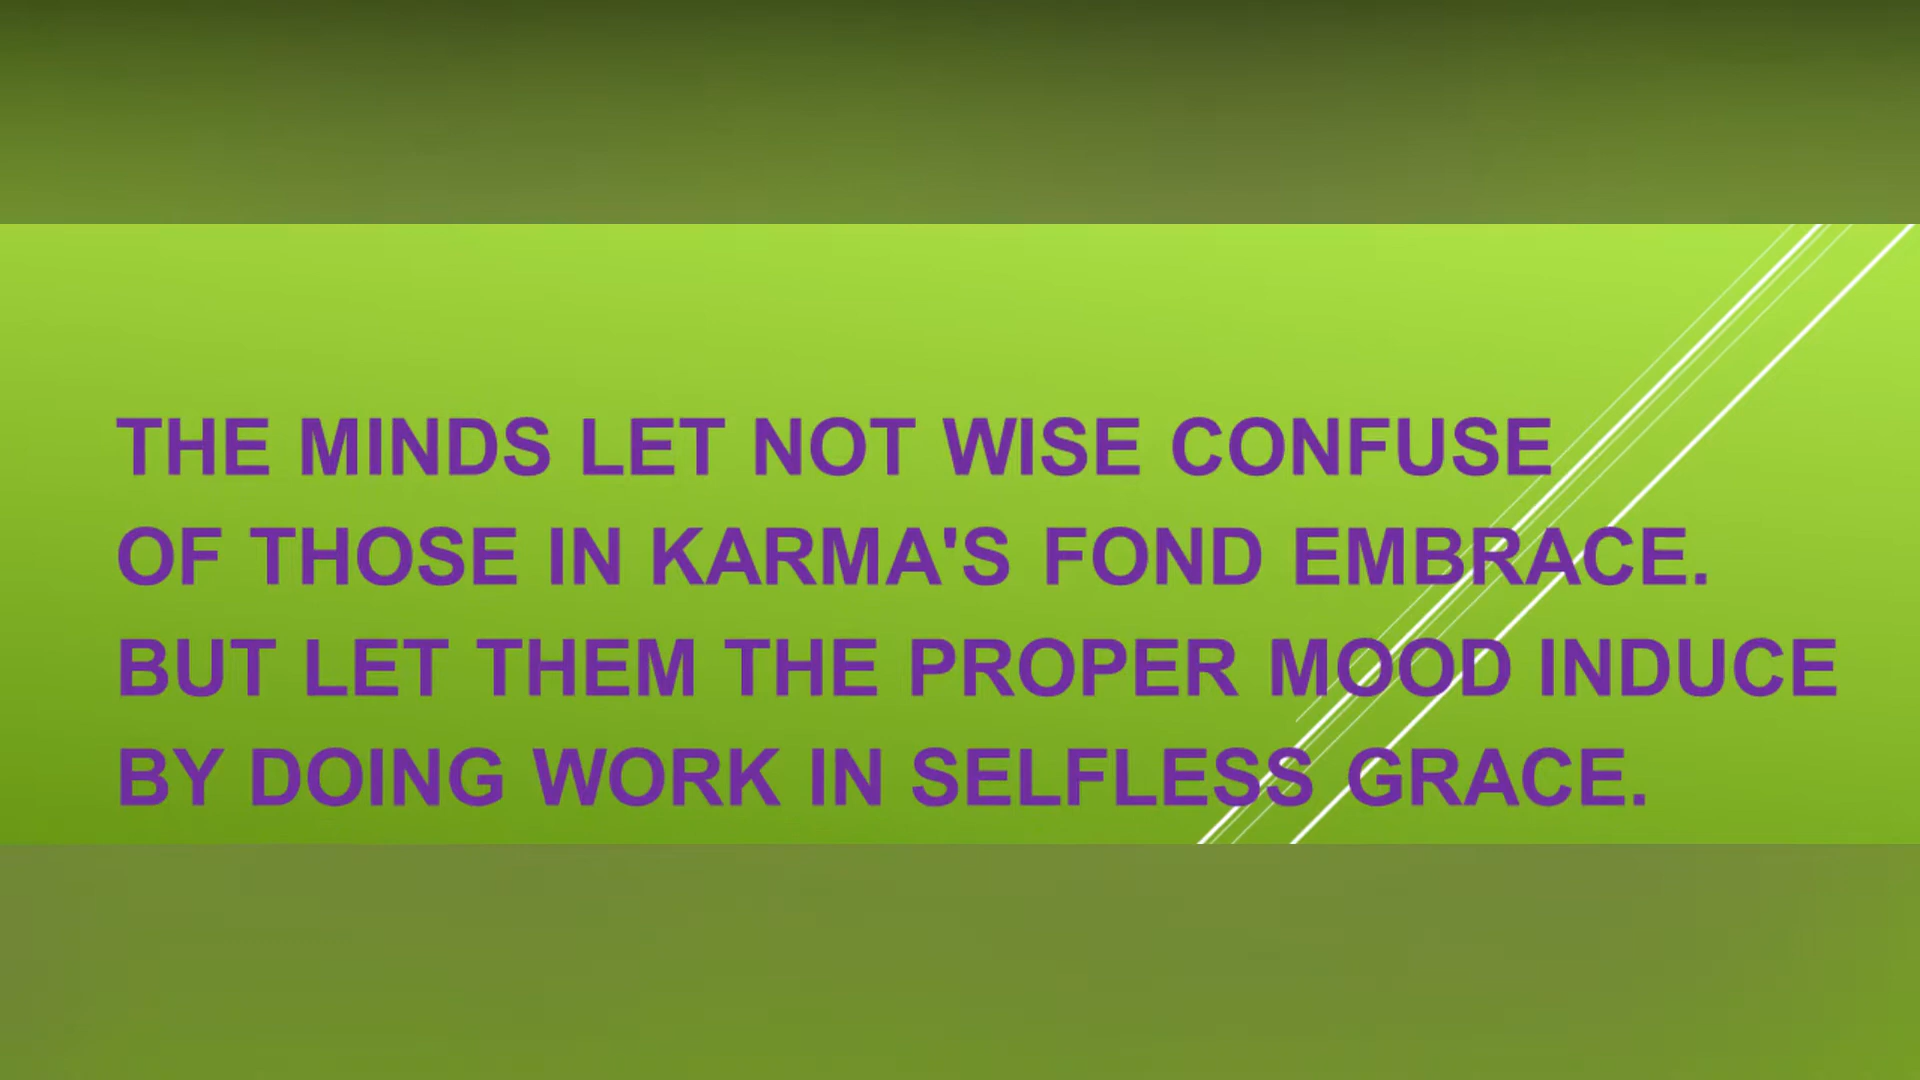 THE MINDS LET NOT WISE CONFUSE
OF THOSE IN KARMA'S FOND EMBRACE.
BUT LET THEM THE PROPER MOOD INDUCE
BY DOING WORK IN SELFLESS GRACE.